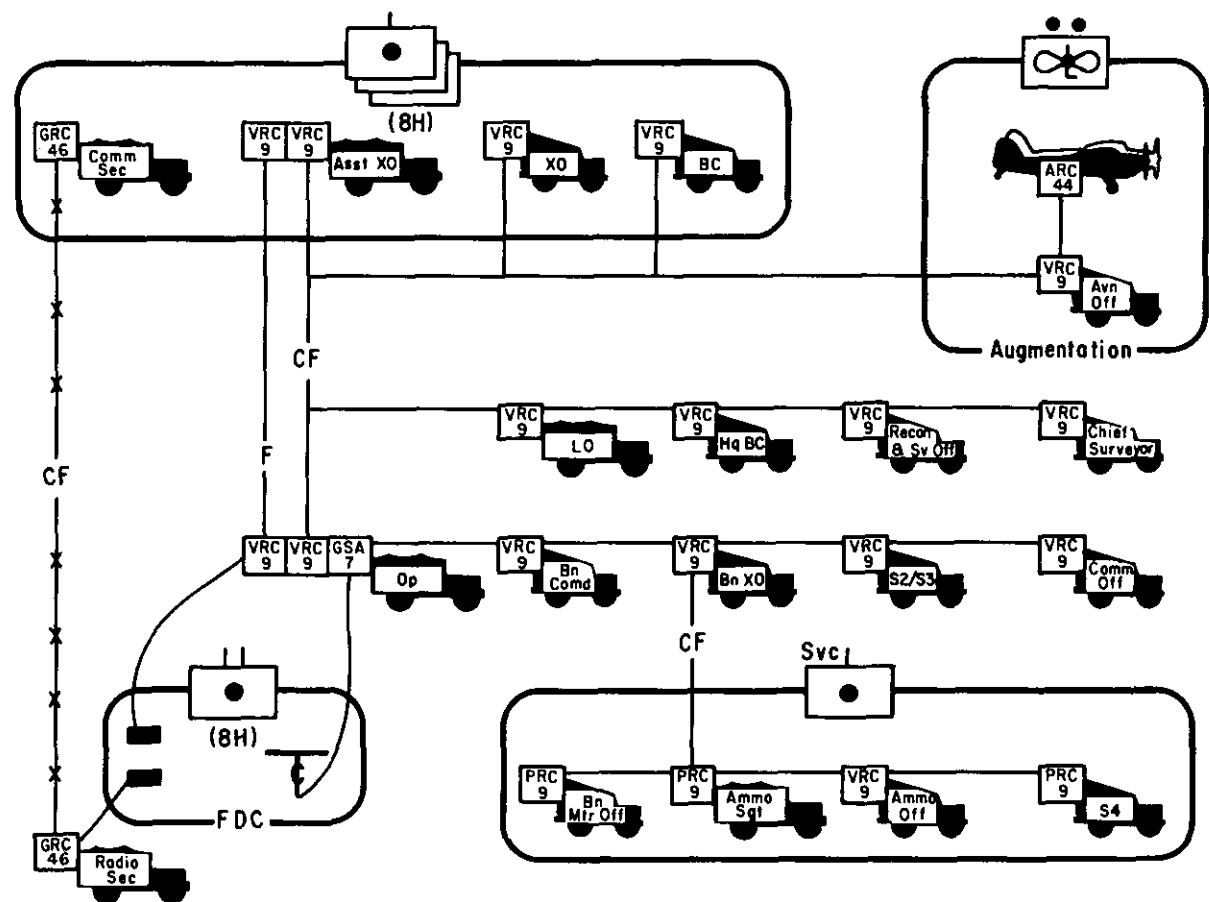 (8H)
GRC
46
Comm
Sec
VRC
9
VRC
9
Asst XO
VRC
9
XO
VRC
9
BC
ARC
44
VRC
9
Avn
Off
Augmentation
CF
CF
F
VRC
9
LO
VRC
9
Hq BC
VRC
9
Recon
& Sv Off
VRC
9
Chief
Surveyor
VRC
9
VRC
9
GSA
7
Op
VRC
9
Bn
Comd
VRC
9
Bn XO
VRC
9
S2/S3
VRC
9
Comm
Off
CF
Svc
(8H)
FDC
PRC
9
Bn
Mtr Off
PRC
9
Ammo
Sgt
VRC
9
Ammo
Off
PRC
9
S4
GRC
46
Radio
Sec